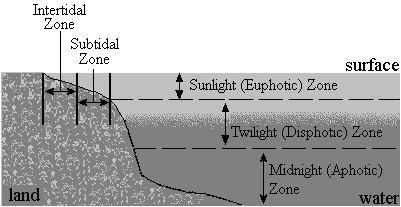 Intertidal
Zone
Subtidal
Zone
surface
Sunlight (Euphotic) Zone
Twilight (Disphotic) Zone
Midnight (Aphotic)
Zone
land
water